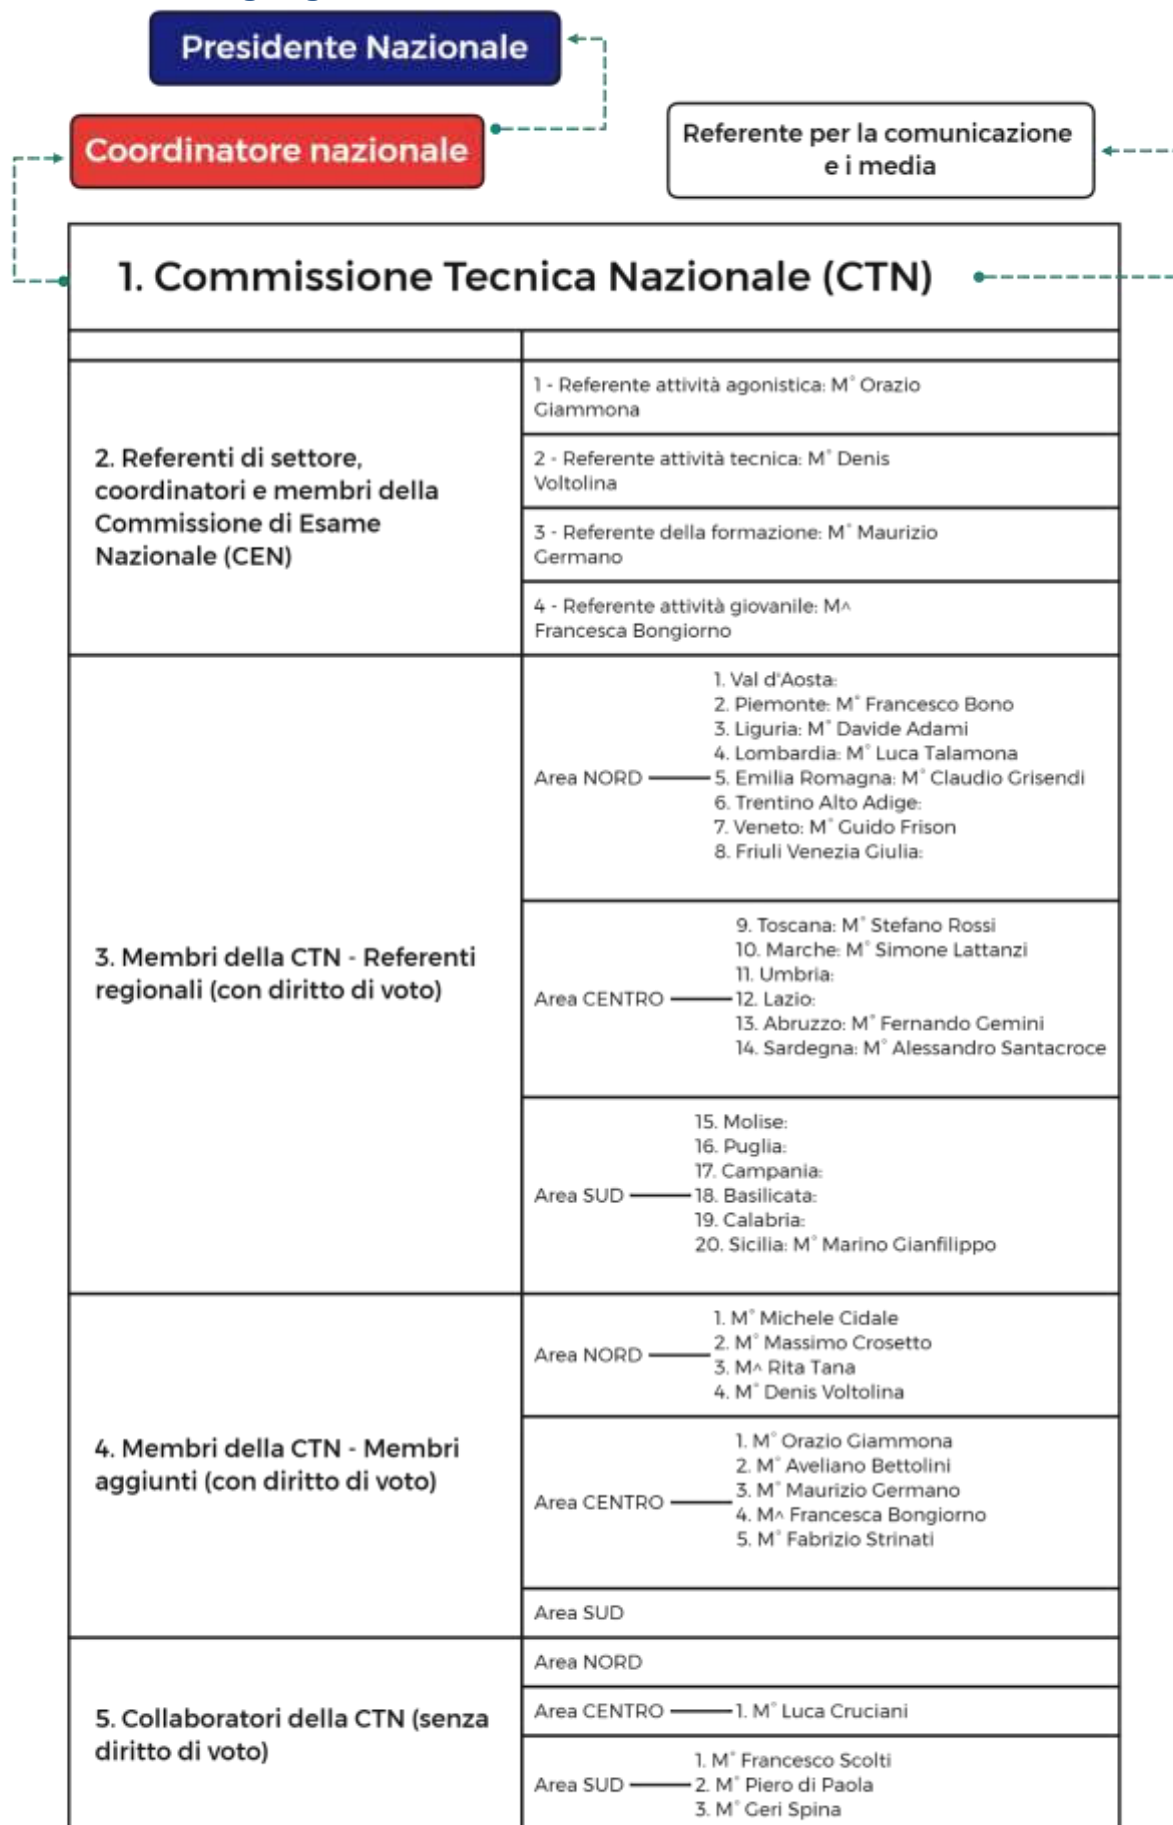 Presidente Nazionale
Coordinatore nazionale
Referente per la comunicazione
e i media
1. Commissione Tecnica Nazionale (CTN)
2. Referenti di settore,
coordinatori e membri della
Commissione di Esame
Nazionale (CEN)
1 - Referente attività agonistica: M° Orazio
Giammona
2 - Referente attività tecnica: M° Denis
Voltolina
3 - Referente della formazione: M° Maurizio
Germano
4 - Referente attività giovanile: M^
Francesca Bongiorno
3. Membri della CTN - Referenti
regionali (con diritto di voto)
Area NORD
1. Val d'Aosta:
2. Piemonte: M° Francesco Bono
3. Liguria: M° Davide Adami
4. Lombardia: M° Luca Talamona
5. Emilia Romagna: M° Claudio Grisendi
6. Trentino Alto Adige:
7. Veneto: M° Guido Frison
8. Friuli Venezia Giulia:
Area CENTRO
9. Toscana: M° Stefano Rossi
10. Marche: M° Simone Lattanzi
11. Umbria:
12. Lazio:
13. Abruzzo: M° Fernando Gemini
14. Sardegna: M° Alessandro Santacroce
Area SUD
15. Molise:
16. Puglia:
17. Campania:
18. Basilicata:
19. Calabria:
20. Sicilia: M° Marino Gianfilippo
4. Membri della CTN - Membri
aggiunti (con diritto di voto)
Area NORD
1. M° Michele Cidale
2. M° Massimo Crosetto
3. M^ Rita Tana
4. M° Denis Voltolina
Area CENTRO
1. M° Orazio Giammona
2. M° Aveliano Bettolini
3. M° Maurizio Germano
4. M^ Francesca Bongiorno
5. M° Fabrizio Strinati
Area SUD
5. Collaboratori della CTN (senza
diritto di voto)
Area NORD
Area CENTRO
1. M° Luca Cruciani
Area SUD
1. M° Francesco Scolti
2. M° Piero di Paola
3. M° Geri Spina